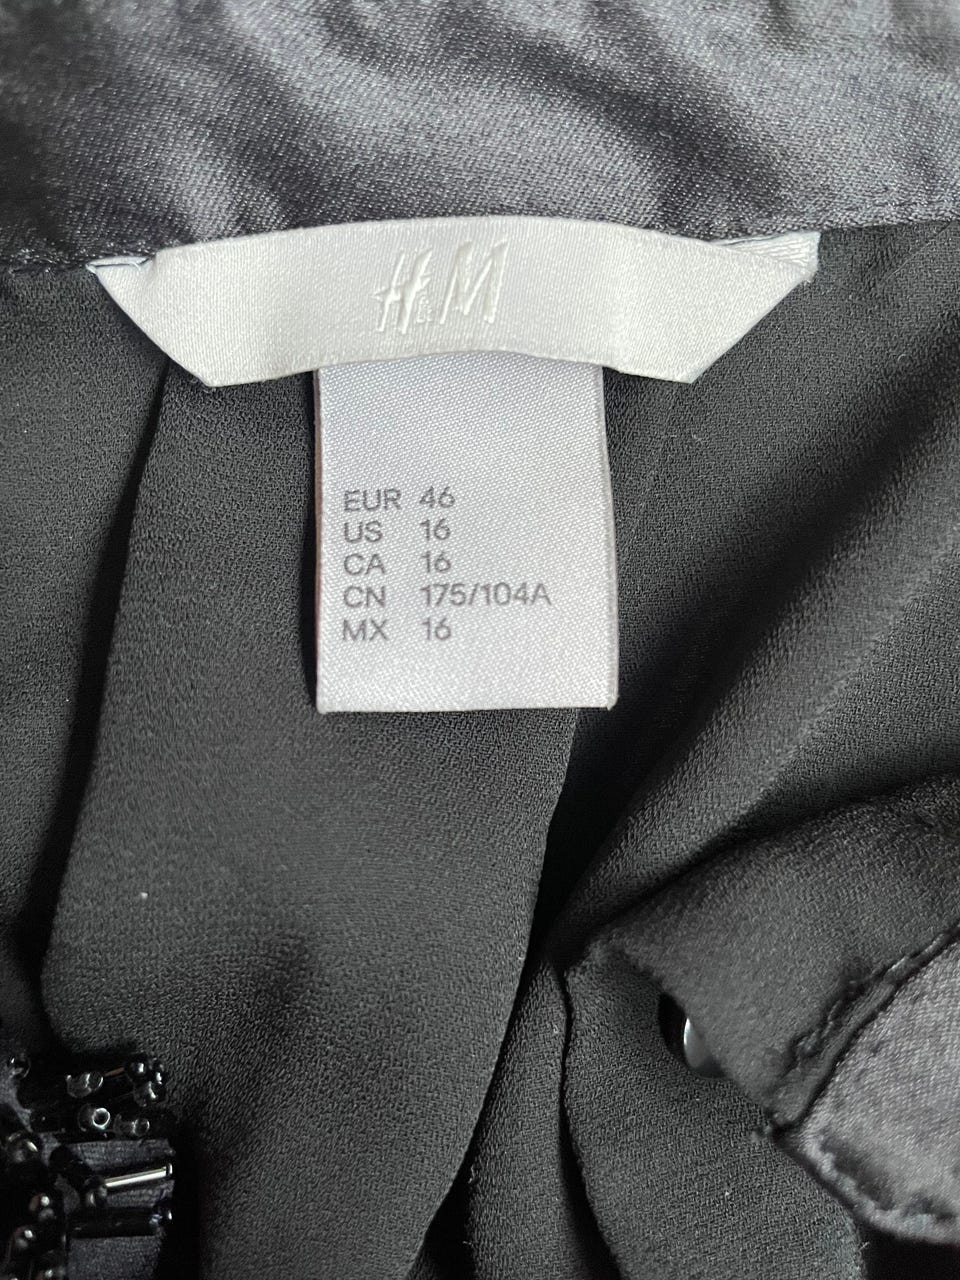 H&M
EUR 46
US 16
CA 16
CN 175/104A
MX 16